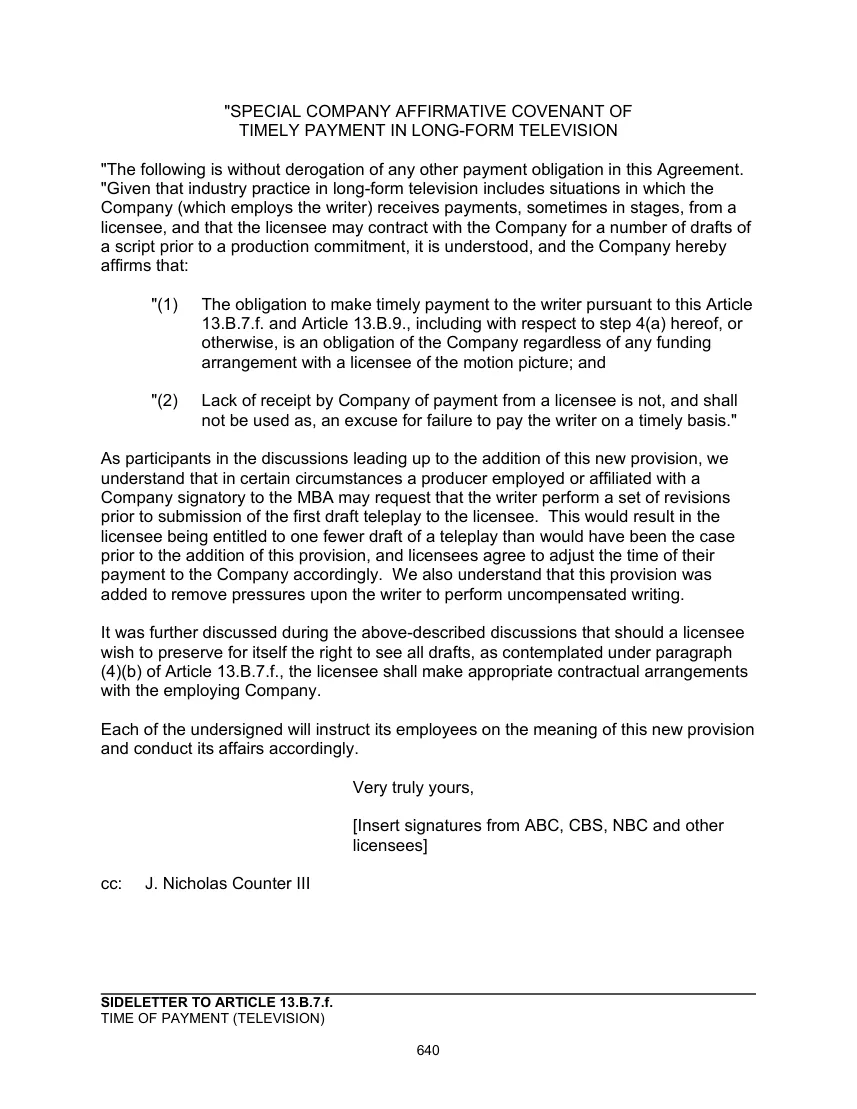 "SPECIAL COMPANY AFFIRMATIVE COVENANT OF
TIMELY PAYMENT IN LONG-FORM TELEVISION
"The following is without derogation of any other payment obligation in this Agreement.
"Given that industry practice in long-form television includes situations in which the
Company (which employs the writer) receives payments, sometimes in stages, from a
licensee, and that the licensee may contract with the Company for a number of drafts of
a script prior to a production commitment, it is understood, and the Company hereby
affirms that:
"(1) The obligation to make timely payment to the writer pursuant to this Article
13.B.7.f. and Article 13.B.9., including with respect to step 4(a) hereof, or
otherwise, is an obligation of the Company regardless of any funding
arrangement with a licensee of the motion picture; and
"(2) Lack of receipt by Company of payment from a licensee is not, and shall
not be used as, an excuse for failure to pay the writer on a timely basis."
As participants in the discussions leading up to the addition of this new provision, we
understand that in certain circumstances a producer employed or affiliated with a
Company signatory to the MBA may request that the writer perform a set of revisions
prior to submission of the first draft teleplay to the licensee. This would result in the
licensee being entitled to one fewer draft of a teleplay than would have been the case
prior to the addition of this provision, and licensees agree to adjust the time of their
payment to the Company accordingly. We also understand that this provision was
added to remove pressures upon the writer to perform uncompensated writing.
It was further discussed during the above-described discussions that should a licensee
wish to preserve for itself the right to see all drafts, as contemplated under paragraph
(4)(b) of Article 13.B.7.f., the licensee shall make appropriate contractual arrangements
with the employing Company.
Each of the undersigned will instruct its employees on the meaning of this new provision
and conduct its affairs accordingly.
Very truly yours,
[Insert signatures from ABC, CBS, NBC and other
licensees]
cc: J. Nicholas Counter III
SIDELETTER TO ARTICLE 13.B.7.f.
TIME OF PAYMENT (TELEVISION)
640